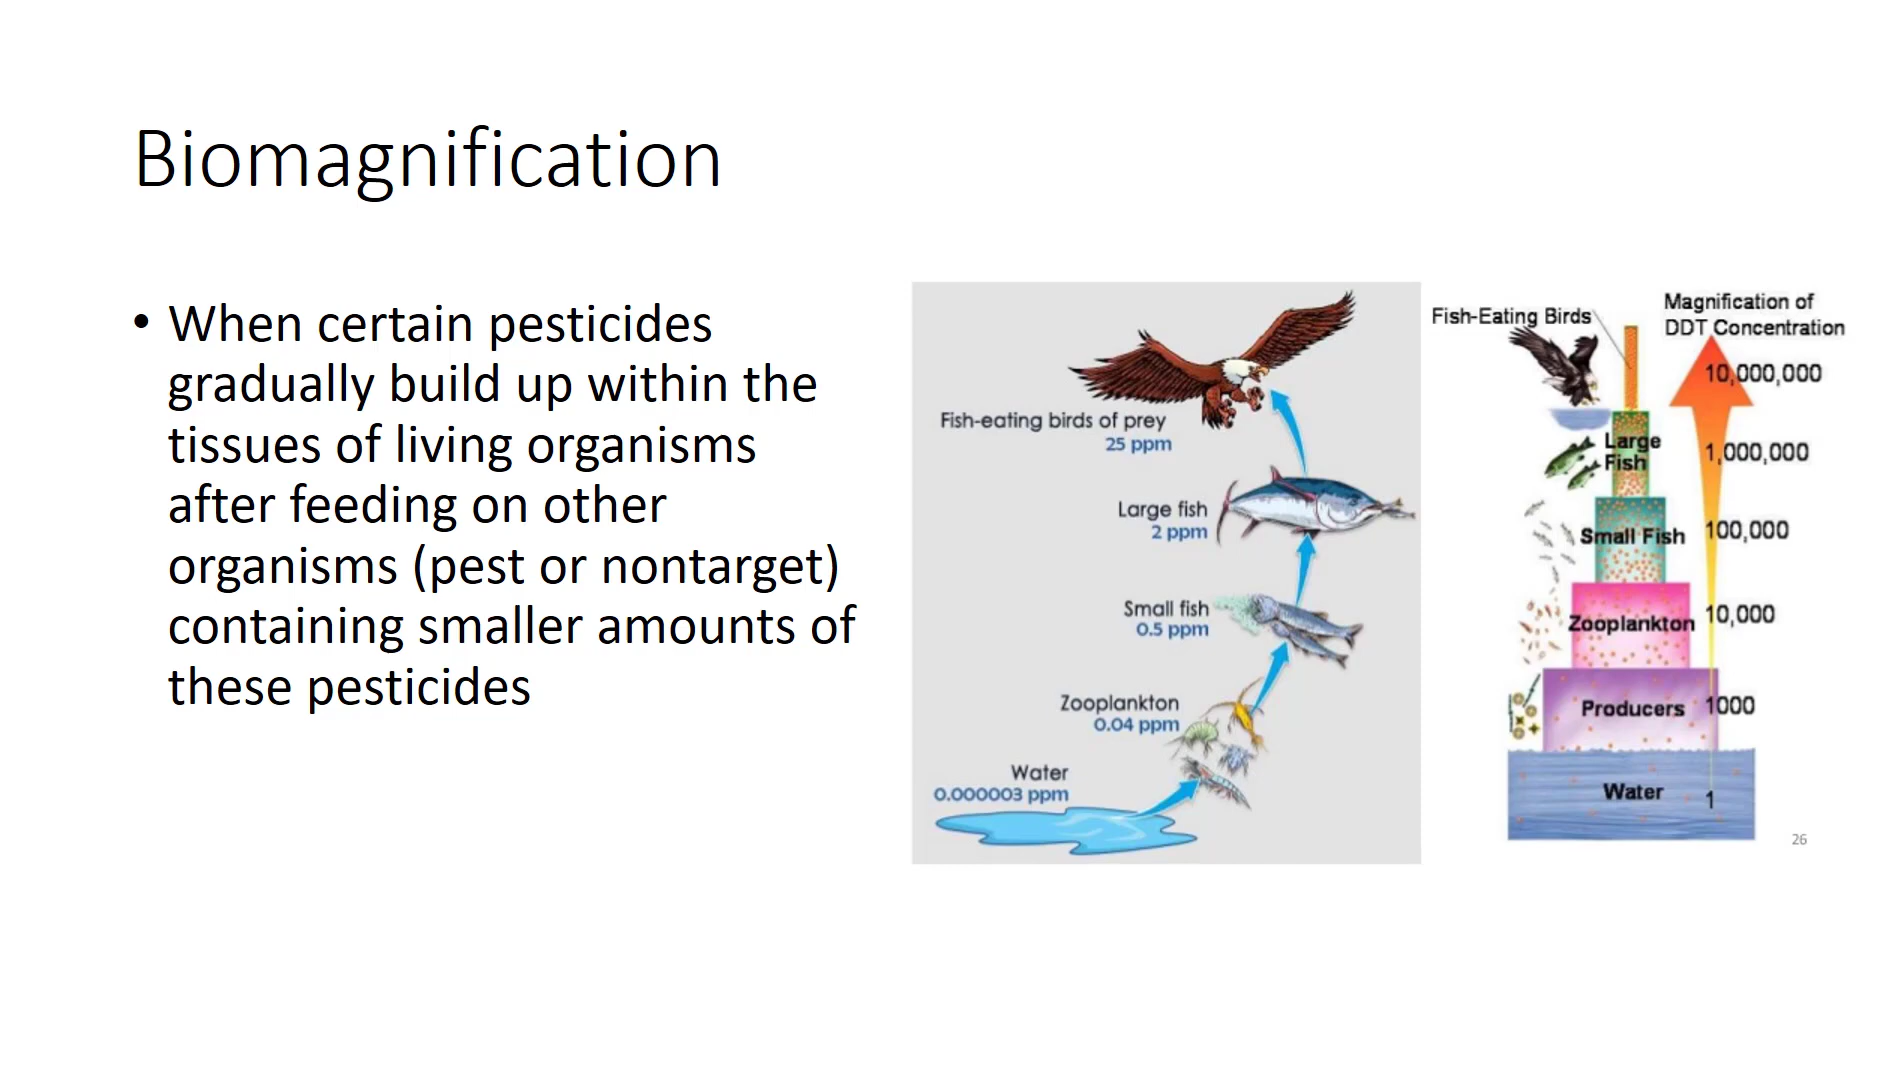 Biomagnification
• When certain pesticides
gradually build up within the
tissues of living organisms
after feeding on other
organisms (pest or nontarget)
containing smaller amounts of
these pesticides
Fish-eating birds of prey
25 ppm
Large fish
2 ppm
Small fish
0.5 ppm
Zooplankton
0.04 ppm
Water
0.000003 ppm
Fish-Eating Birds
Magnification of
DDT Concentration
10,000,000
Large
Fish
1,000,000
Small Fish
100,000
Zooplankton
10,000
Producers
1000
Water
1
26